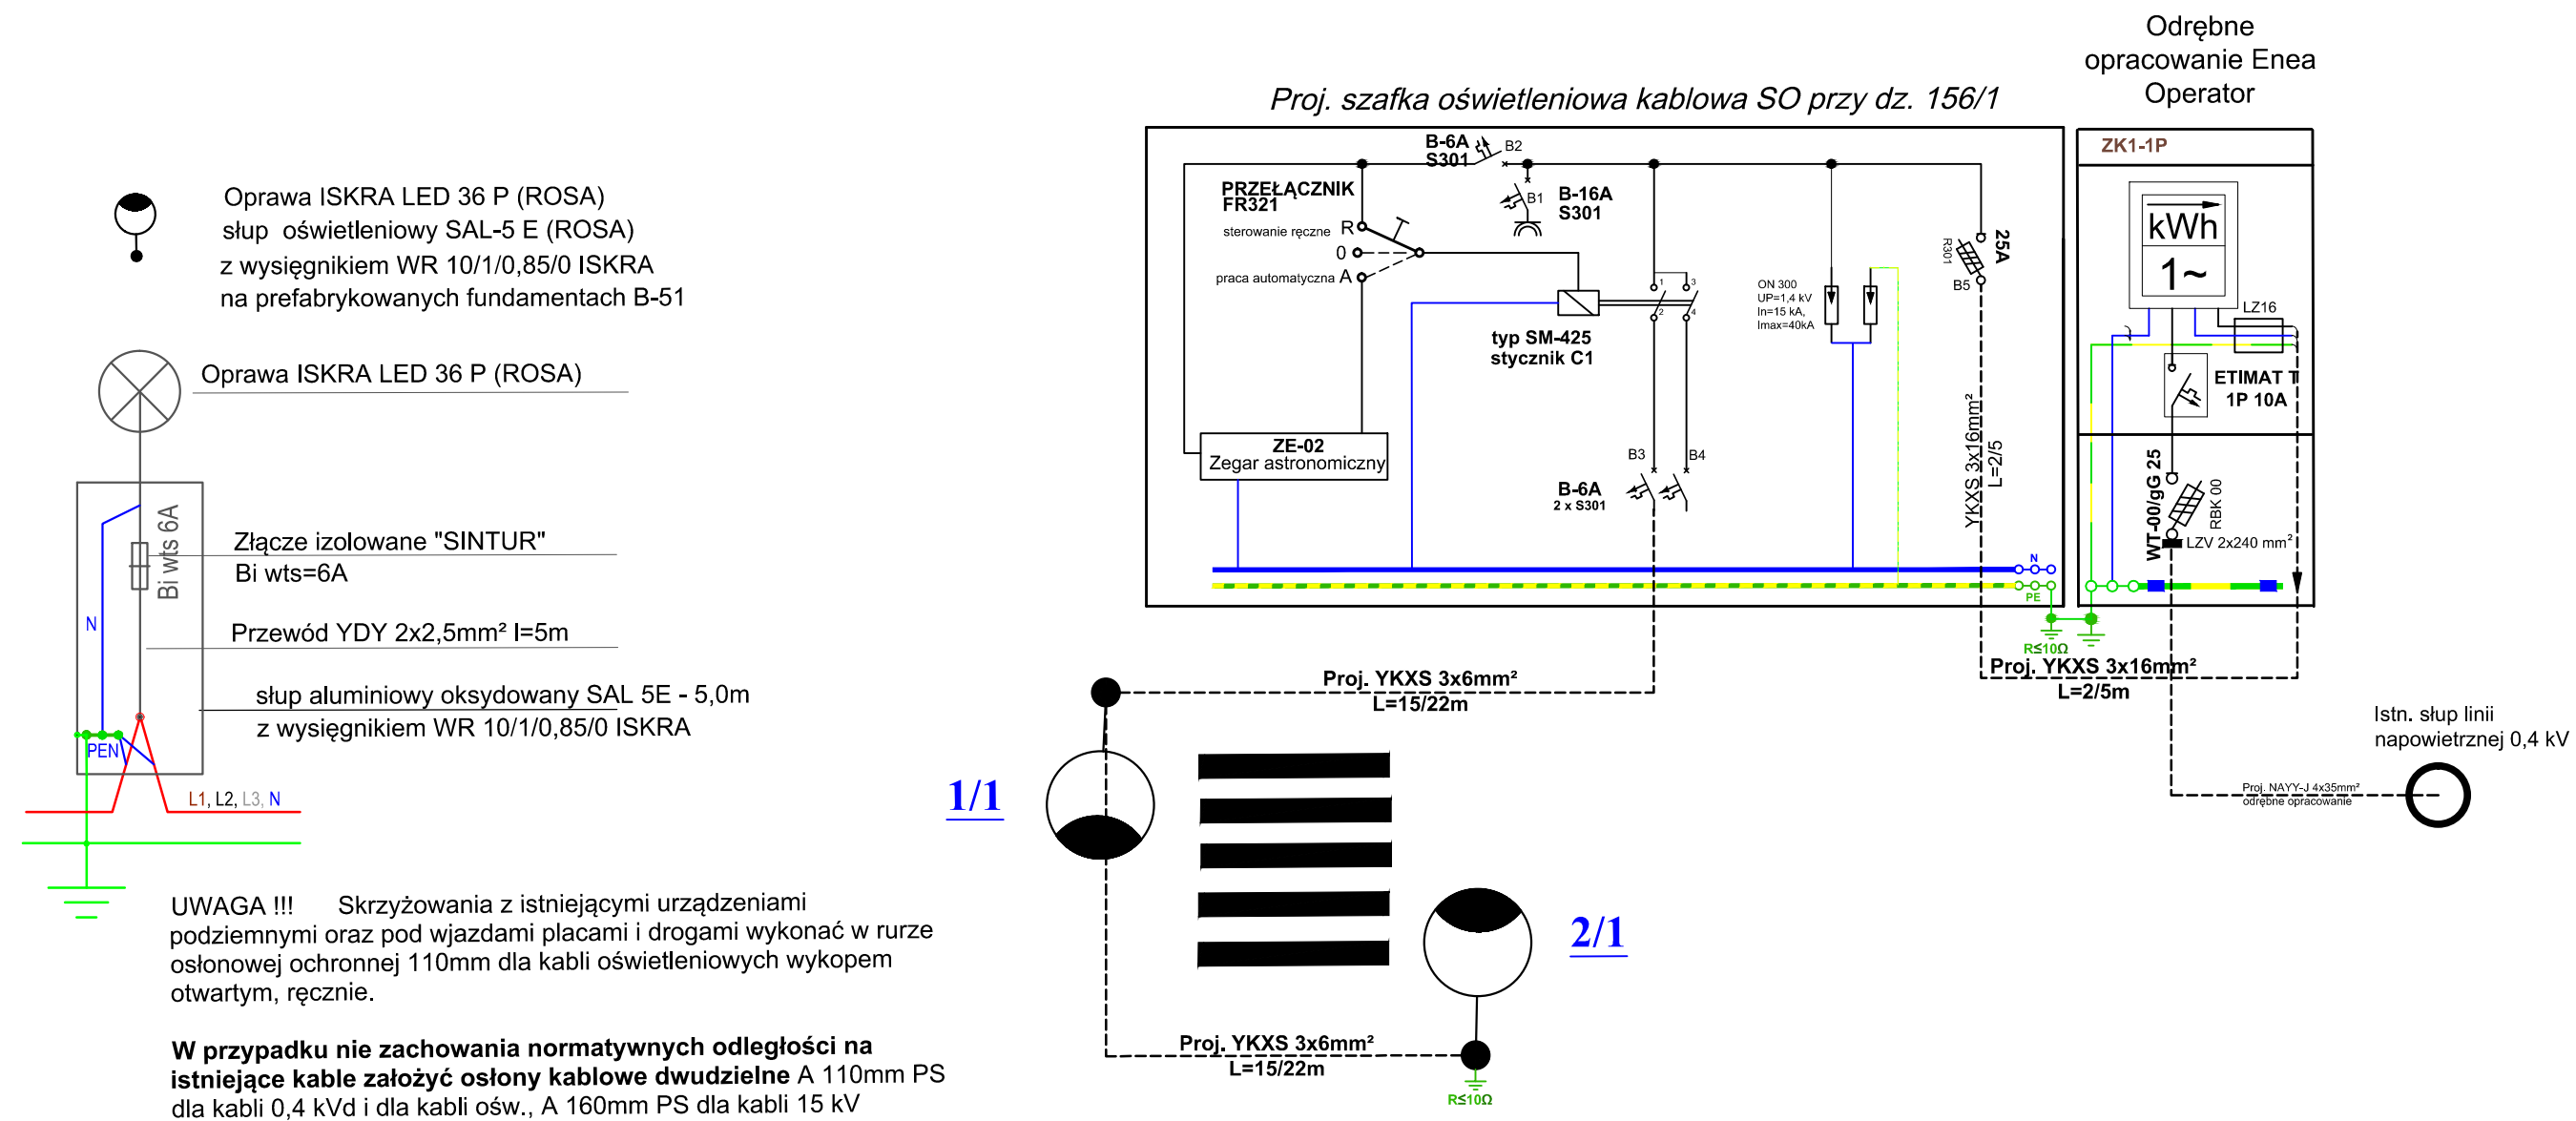 Odrębne
opracowanie Enea
Operator
Proj. szafka oświetleniowa kablowa SO przy dz. 156/1
Oprawa ISKRA LED 36 P (ROSA)
słup oświetleniowy SAL-5 E (ROSA)
z wysięgnikiem WR 10/1/0,85/0 ISKRA
na prefabrykowanych fundamentach B-51
Oprawa ISKRA LED 36 P (ROSA)
Bi wts 6A
Złącze izolowane "SINTUR"
Bi wts=6A
N
Przewód YDY 2x2,5mm² l=5m
słup aluminiowy oksydowany SAL 5E - 5,0m
z wysięgnikiem WR 10/1/0,85/0 ISKRA
PEN
L1, L2, L3, N
UWAGA !!! Skrzyżowania z istniejącymi urządzeniami
podziemnymi oraz pod wjazdami placami i drogami wykonać w rurze
osłonowej ochronnej 110mm dla kabli oświetleniowych wykopem
otwartym, ręcznie.
W przypadku nie zachowania normatywnych odległości na
istniejące kable założyć osłony kablowe dwudzielne A 110mm PS
dla kabli 0,4 kVd i dla kabli ośw., A 160mm PS dla kabli 15 kV
B-6A
S301
B2
PRZEŁĄCZNIK
FR321
B1
B-16A
S301
sterowanie ręczne R
0
praca automatyczna A
typ SM-425
stycznik C1
1
3
2
4
ON 300
UP=1,4 kV
In=15 kA,
Imax=40kA
R301
25A
B5
YKXS 3x16mm²
L=2/5
ZE-02
Zegar astronomiczny
B3
B4
B-6A
2 x S301
N
PE
R≤10Ω
ZK1-1P
kWh
1~
LZ16
ETIMAT T
1P 10A
WT-00/gG 25
RBK 00
LZV 2x240 mm²
Proj. YKXS 3x16mm²
L=2/5m
Proj. YKXS 3x6mm²
L=15/22m
Istn. słup linii
napowietrznej 0,4 kV
Proj. NAYY-J 4x35mm²
odrębne opracowanie
1/1
2/1
Proj. YKXS 3x6mm²
L=15/22m
R≤10Ω